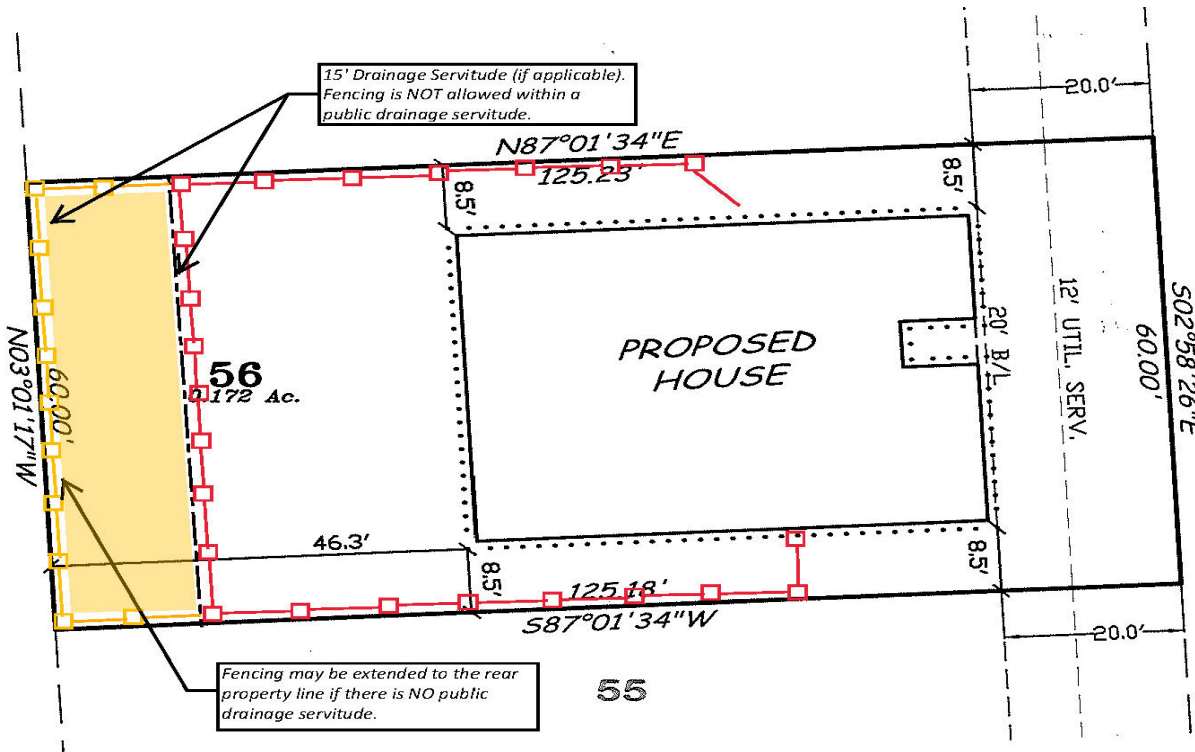 15' Drainage Servitude (if applicable).
Fencing is NOT allowed within a
public drainage servitude.
20.0'
N87°01'34"E
125.23'
8.5'
8.5'
12' UTIL. SERV.
20' B/L
S02°58'26"E
60.00'
PROPOSED
HOUSE
56
0.172 Ac.
N03°01'17"W
60.00'
46.3'
8.5'
8.5'
125.18'
S87°01'34"W
20.0'
Fencing may be extended to the rear
property line if there is NO public
drainage servitude.
55